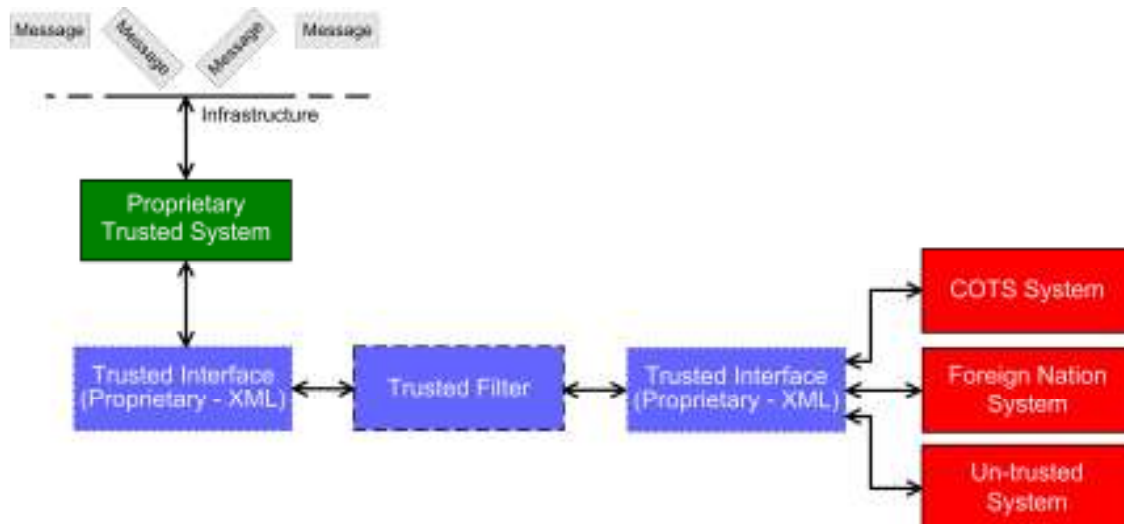 Message
Message
Message
Message
Infrastructure
Proprietary
Trusted System
COTS System
Trusted Interface
(Proprietary - XML)
Trusted Filter
Trusted Interface
(Proprietary - XML)
Foreign Nation
System
Un-trusted
System